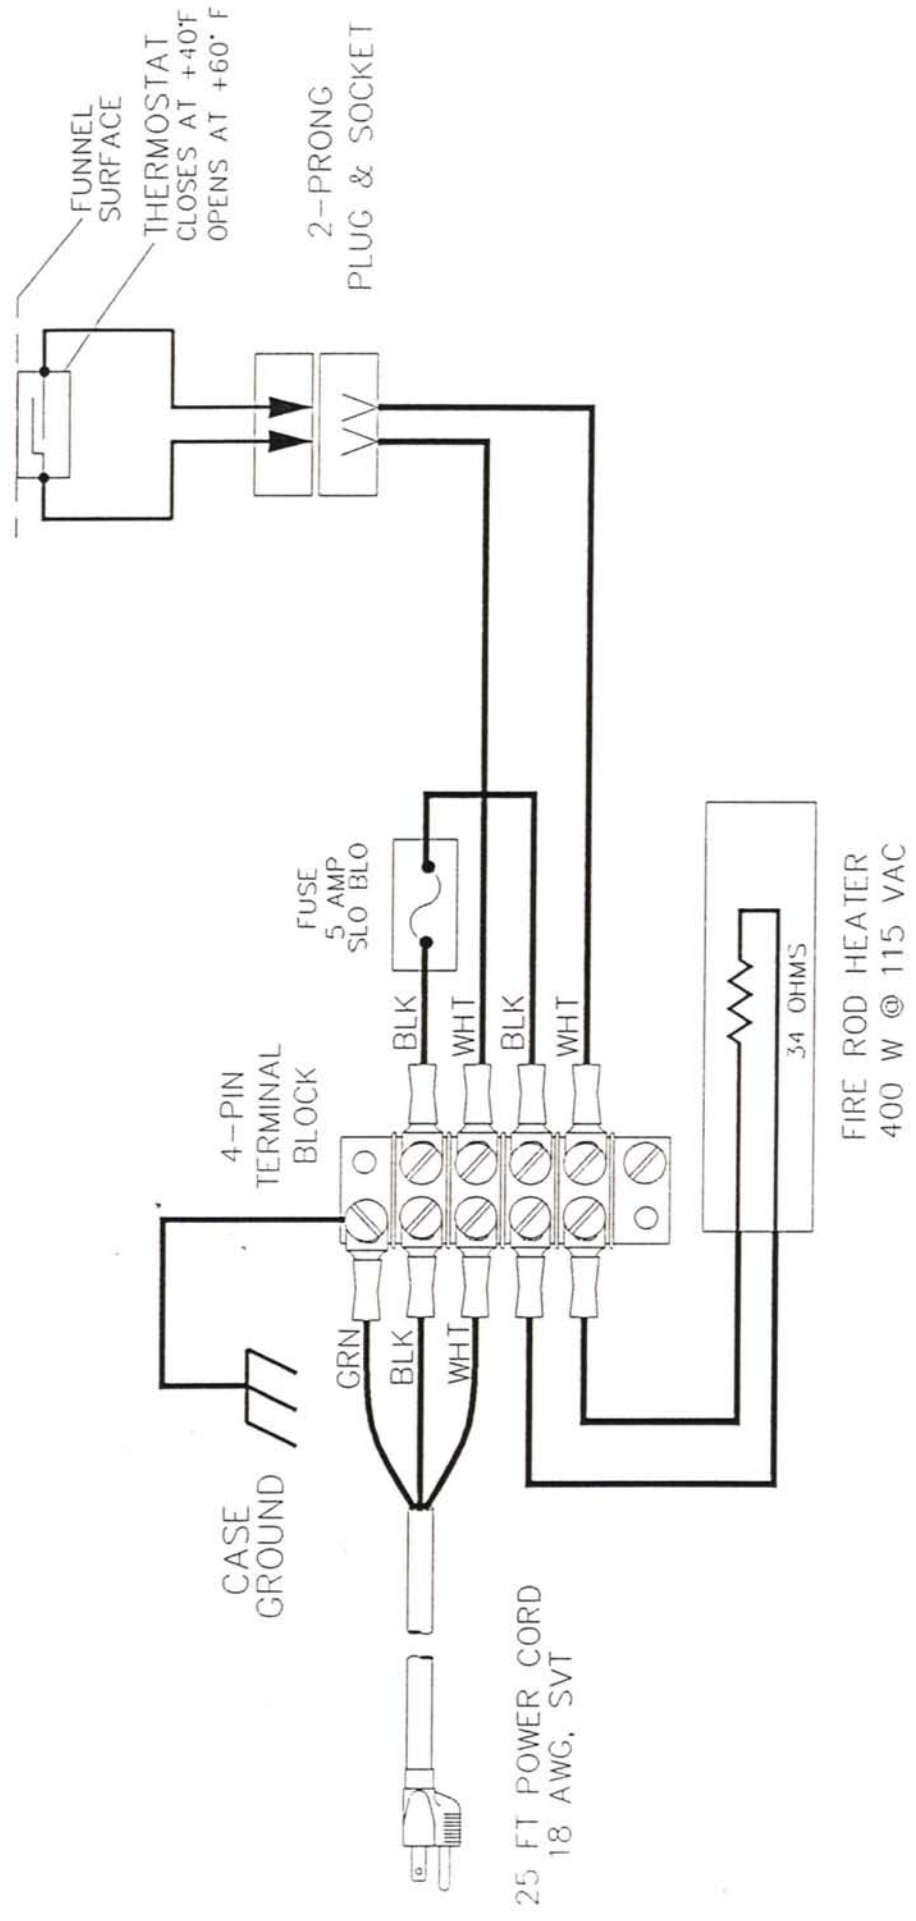 FUNNEL
SURFACE
THERMOSTAT
CLOSES AT +40°F
OPENS AT +60° F
2-PRONG
PLUG & SOCKET
FUSE
5 AMP
SLO BLO
4-PIN
TERMINAL
BLOCK
BLK
WHT
BLK
WHT
GRN
BLK
WHT
CASE
GROUND
34 OHMS
FIRE ROD HEATER
400 W @ 115 VAC
25 FT POWER CORD
18 AWG, SVT